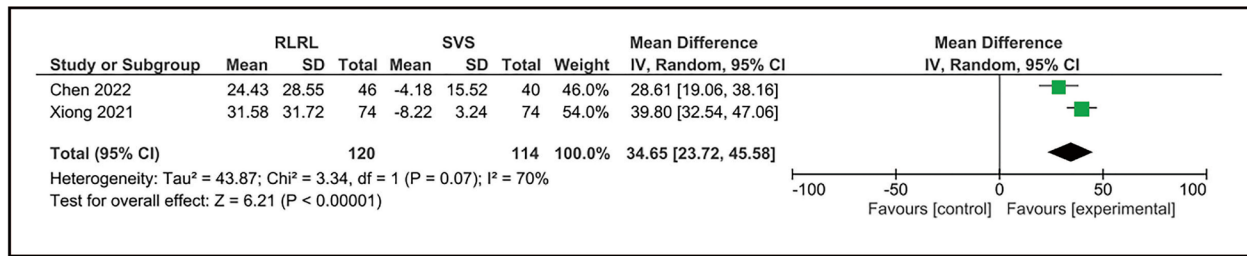 RLRL SVS Mean Difference Mean Difference
Study or Subgroup Mean SD Total Mean SD Total Weight IV, Random, 95% CI IV, Random, 95% CI
Chen 2022 24.43 28.55 46 -4.18 15.52 40 46.0% 28.61 [19.06, 38.16]
Xiong 2021 31.58 31.72 74 -8.22 3.24 74 54.0% 39.80 [32.54, 47.06]
Total (95% CI) 120 114 100.0% 34.65 [23.72, 45.58]
Heterogeneity: Tau² = 43.87; Chi² = 3.34, df = 1 (P = 0.07); I² = 70%
Test for overall effect: Z = 6.21 (P < 0.00001)
-100 -50 0 50 100
Favours [control] Favours [experimental]